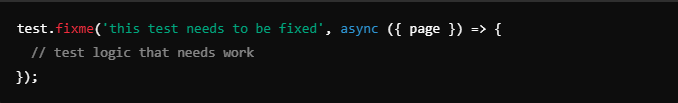 test.fixme('this test needs to be fixed', async ({ page }) => {
  // test logic that needs work
});